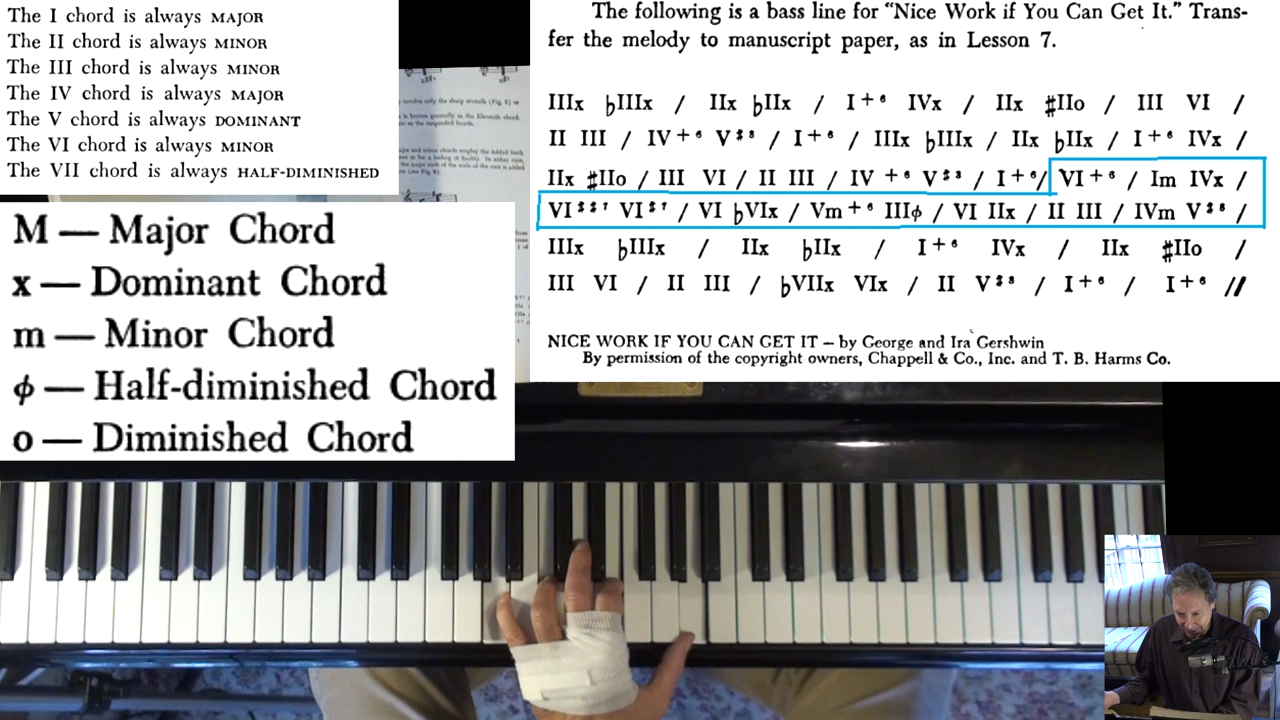 The I chord is always MAJOR
The II chord is always MINOR
The III chord is always MINOR
The IV chord is always MAJOR
The V chord is always DOMINANT
The VI chord is always MINOR
The VII chord is always HALF-DIMINISHED
M — Major Chord
x — Dominant Chord
m — Minor Chord
ϕ — Half-diminished Chord
o — Diminished Chord
The following is a bass line for “Nice Work if You Can Get It.” Trans-
fer the melody to manuscript paper, as in Lesson 7.
IIIx ♭IIIx / IIx ♭IIx / I+⁶ IVx / IIx ♯IIo / III VI /
II III / IV+⁶ / I+⁶ / IIIx ♭IIIx / IIx ♭IIx / I+⁶ IVx /
IIx ♯IIo / III VI / II III / IV+⁶ / I+⁶/ VI+⁶ / Im IVx /
/ VI ♭VIx / Vm+⁶ IIIϕ / VI IIx / II III / IVm /
IIIx ♭IIIx / IIx ♭IIx / I+⁶ IVx / IIx ♯IIo /
III VI / II III / ♭VIIx VIx / II / I+⁶ / I+⁶ //
NICE WORK IF YOU CAN GET IT – by George and Ira Gershwin
By permission of the copyright owners, Chappell & Co., Inc. and T. B. Harms Co.